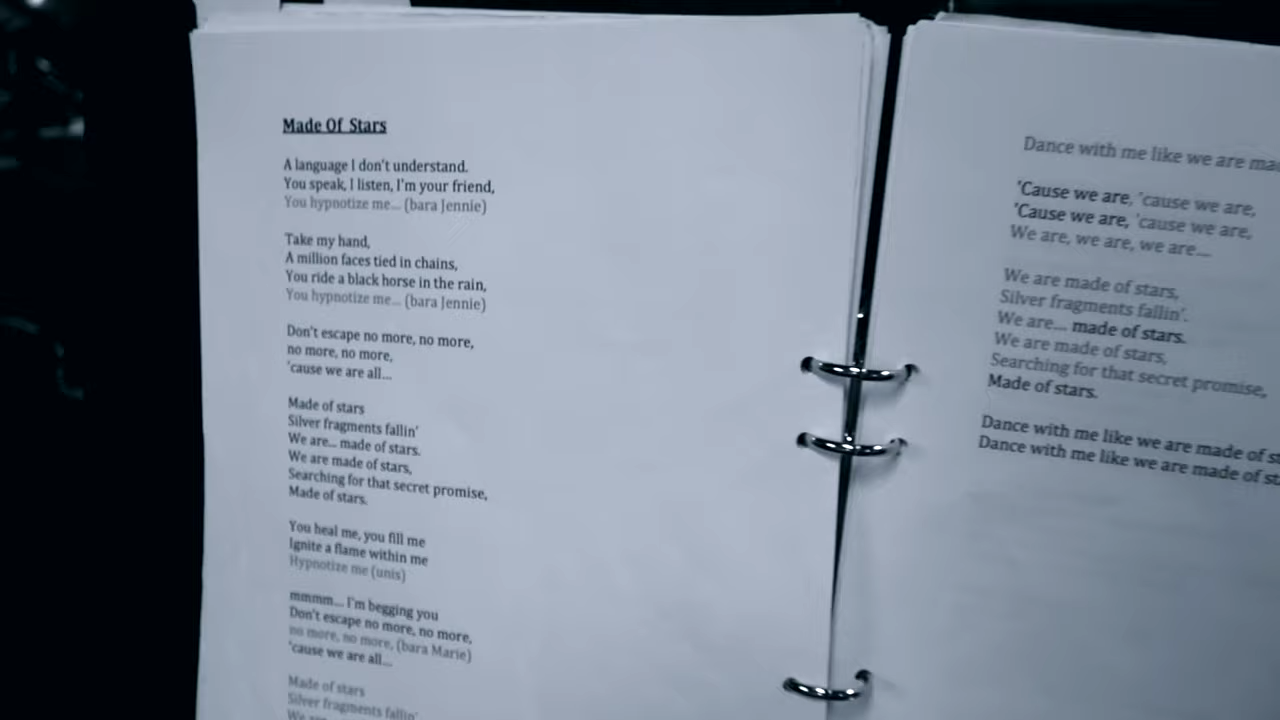 Made Of Stars
A language I don't understand.
You speak, I listen, I'm your friend,
You hypnotize me... (bara Jennie)
Take my hand,
A million faces tied in chains,
You ride a black horse in the rain,
You hypnotize me... (bara Jennie)
Don't escape no more, no more,
no more, no more,
'cause we are all...
Made of stars
Silver fragments fallin'
We are... made of stars.
We are made of stars,
Searching for that secret promise,
Made of stars.
You heal me, you fill me
Ignite a flame within me
Hypnotize me (unis)
mmmm... I'm begging you
Don't escape no more, no more,
no more, no more, (bara Marie)
'cause we are all...
Made of stars
Silver fragments fallin'
We are
Dance with me like we are
'Cause we are, 'cause we are,
'Cause we are, 'cause we are,
We are, we are, we are....
We are made of stars,
Silver fragments fallin'.
We are... made of stars.
We are made of stars,
Searching for that secret promise,
Made of stars.
Dance with me like we are made of
Dance with me like we are made of